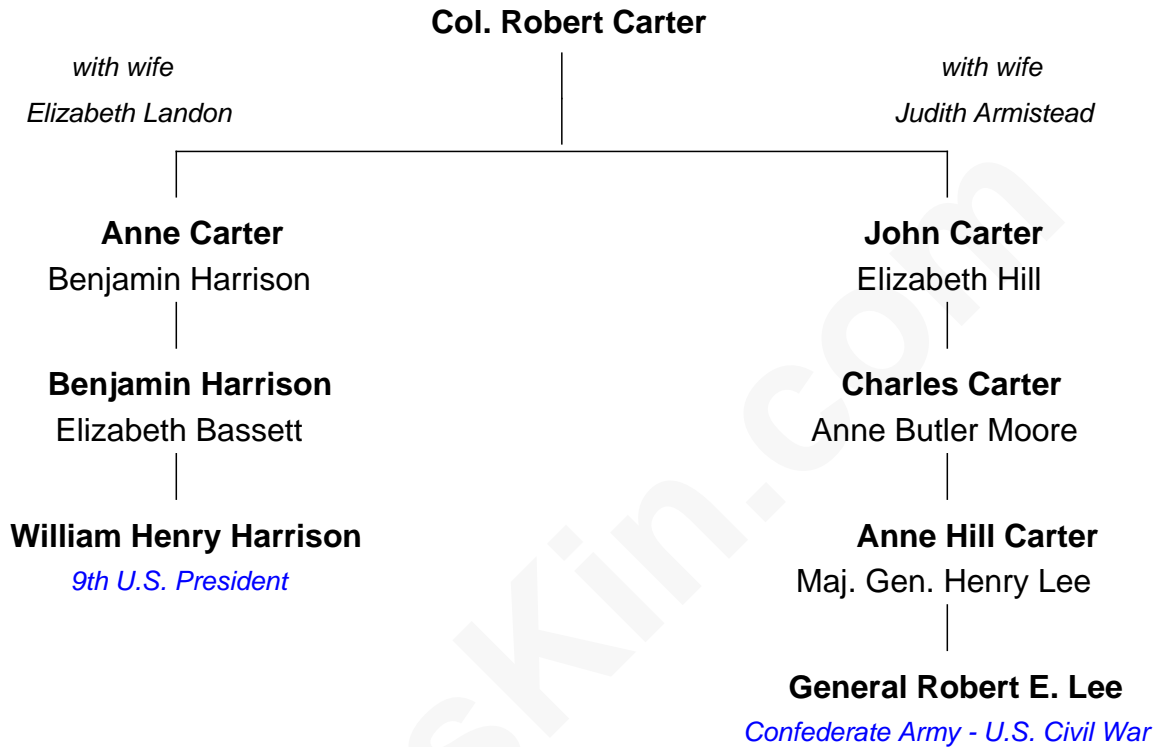 Col. Robert Carter
with wife
Elizabeth Landon
with wife
Judith Armistead
Anne Carter
Benjamin Harrison
John Carter
Elizabeth Hill
Benjamin Harrison
Elizabeth Bassett
Charles Carter
Anne Butler Moore
William Henry Harrison
9th U.S. President
Anne Hill Carter
Maj. Gen. Henry Lee
General Robert E. Lee
Confederate Army - U.S. Civil War
sKin.com